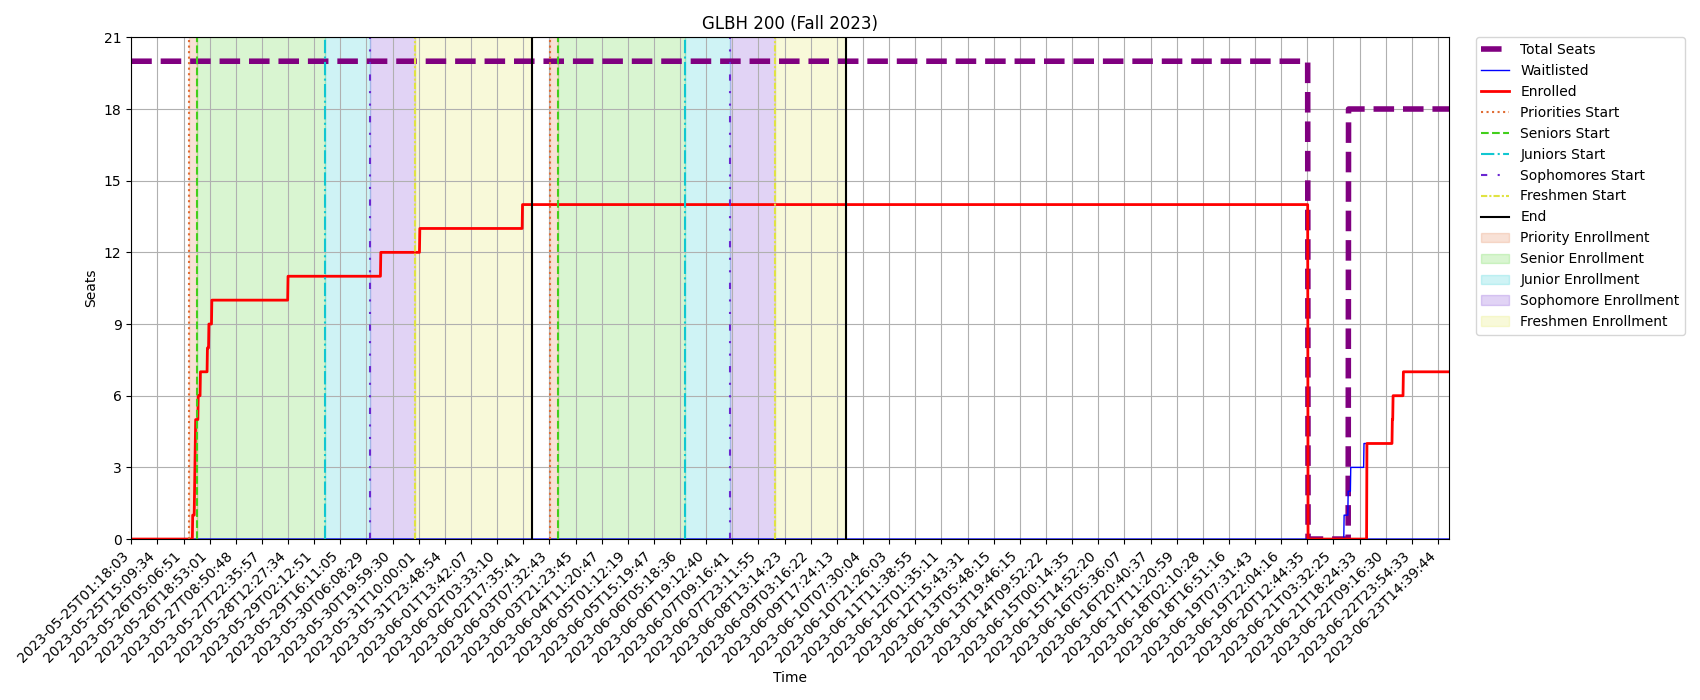 GLBH 200 (Fall 2023)
21
18
15
12
9
6
3
0
Seats
2023-05-25T01:18:03
2023-05-25T15:09:34
2023-05-26T05:06:51
2023-05-26T18:53:01
2023-05-27T08:50:48
2023-05-27T22:35:57
2023-05-28T12:27:34
2023-05-29T02:12:51
2023-05-29T16:11:05
2023-05-30T06:08:29
2023-05-30T19:59:30
2023-05-31T10:00:01
2023-05-31T23:48:54
2023-06-01T13:42:07
2023-06-02T03:33:10
2023-06-02T17:35:41
2023-06-03T07:32:43
2023-06-03T21:23:45
2023-06-04T11:20:47
2023-06-05T01:12:19
2023-06-05T15:19:47
2023-06-06T05:18:36
2023-06-06T19:12:40
2023-06-07T09:16:41
2023-06-07T23:11:55
2023-06-08T13:14:23
2023-06-09T03:16:22
2023-06-09T17:24:13
2023-06-10T07:30:04
2023-06-10T21:26:03
2023-06-11T11:38:55
2023-06-12T01:35:11
2023-06-12T15:43:31
2023-06-13T05:48:15
2023-06-13T19:46:15
2023-06-14T09:52:22
2023-06-15T00:14:35
2023-06-15T14:52:20
2023-06-16T05:36:07
2023-06-16T20:40:37
2023-06-17T11:20:59
2023-06-18T02:10:28
2023-06-18T16:51:16
2023-06-19T07:31:43
2023-06-19T22:04:16
2023-06-20T12:44:35
2023-06-21T03:32:25
2023-06-21T18:24:33
2023-06-22T09:16:30
2023-06-22T23:54:33
2023-06-23T14:39:44
Time
Total Seats
Waitlisted
Enrolled
Priorities Start
Seniors Start
Juniors Start
Sophomores Start
Freshmen Start
End
Priority Enrollment
Senior Enrollment
Junior Enrollment
Sophomore Enrollment
Freshmen Enrollment